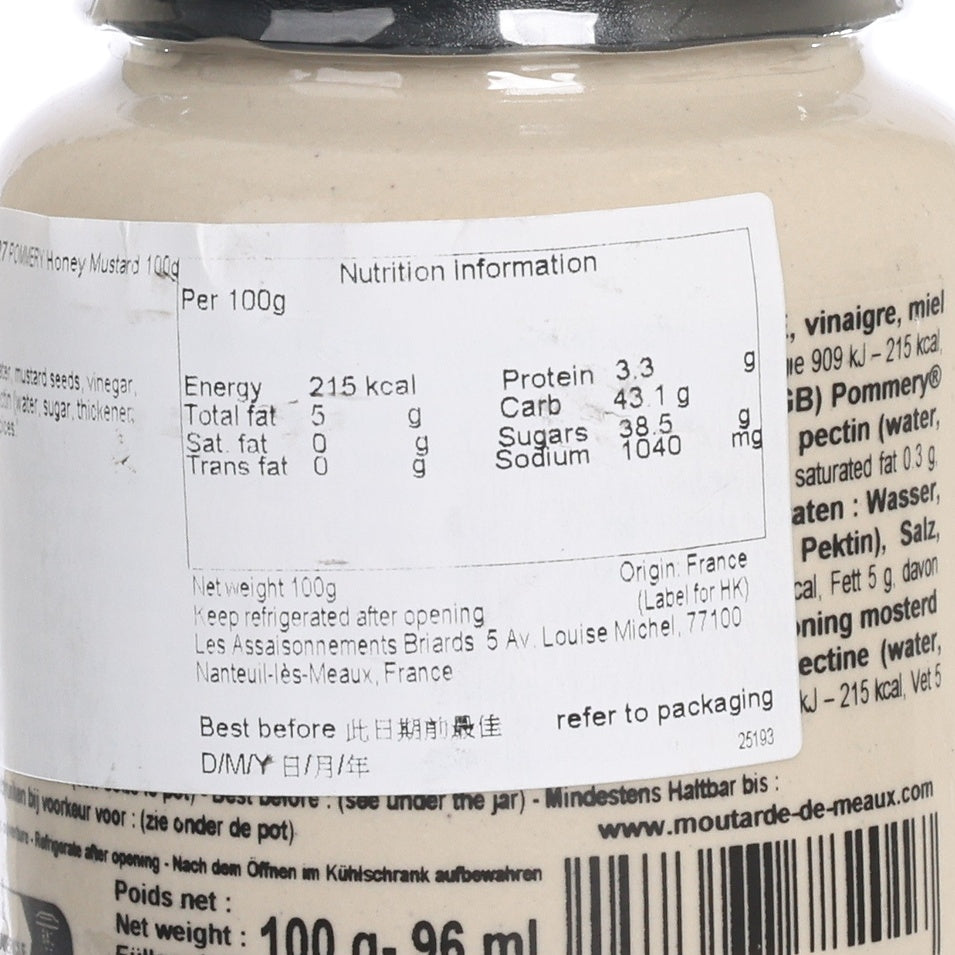 POMMERY Honey Mustard 100g
Nutrition information
Per 100g
mustard seeds, vinegar,
(water, sugar, thickener:
Energy 215 kcal
Total fat 5 g
Sat. fat 0 g
Trans fat 0 g
Protein 3.3 g
Carb 43.1 g
Sugars 38.5 g
Sodium 1040 mg
Net weight 100g
Keep refrigerated after opening
Origin: France
(Label for HK)
Les Assaisonnements Briards 5 Av. Louise Michel, 77100
Nanteuil-lès-Meaux, France
Best before 此日期前最佳 refer to packaging
D/M/Y 日/月/年
25193
, vinaigre, miel
909 kJ – 215 kcal,
GB) Pommery®
pectin (water,
saturated fat 0.3 g.
: Wasser,
Pektin), Salz,
Fett 5 g, davon
mosterd
(water,
kJ – 215 kcal, Vet 5
Best before : (see under the jar) - Mindestens Haltbar bis :
bij voorkeur voor : (zie onder de pot)
www.moutarde-de-meaux.com
- Refrigerate after opening - Nach dem Öffnen im Kühlschrank aufbewahren
Poids net :
Net weight : 100 g- 96 ml